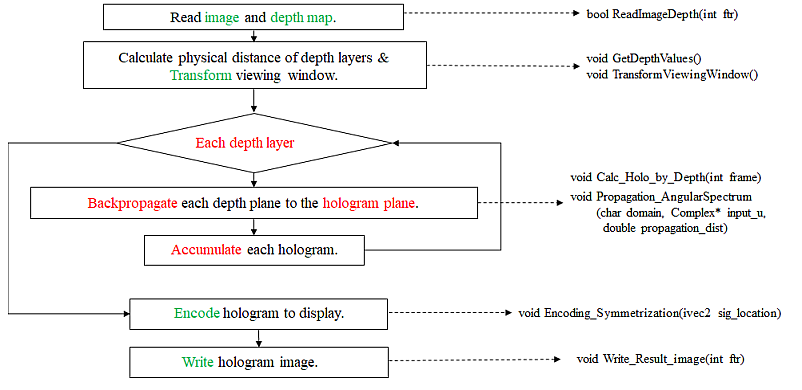 Read image and depth map.
bool ReadImageDepth(int ftr)
Calculate physical distance of depth layers &
Transform viewing window.
void GetDepthValues()
void TransformViewingWindow()
Each depth layer
void Calc_Holo_by_Depth(int frame)
Backpropagate each depth plane to the hologram plane.
void Propagation_AngularSpectrum
(char domain, Complex* input_u,
double propagation_dist)
Accumulate each hologram.
Encode hologram to display.
void Encoding_Symmetrization(ivec2 sig_location)
Write hologram image.
void Write_Result_image(int ftr)